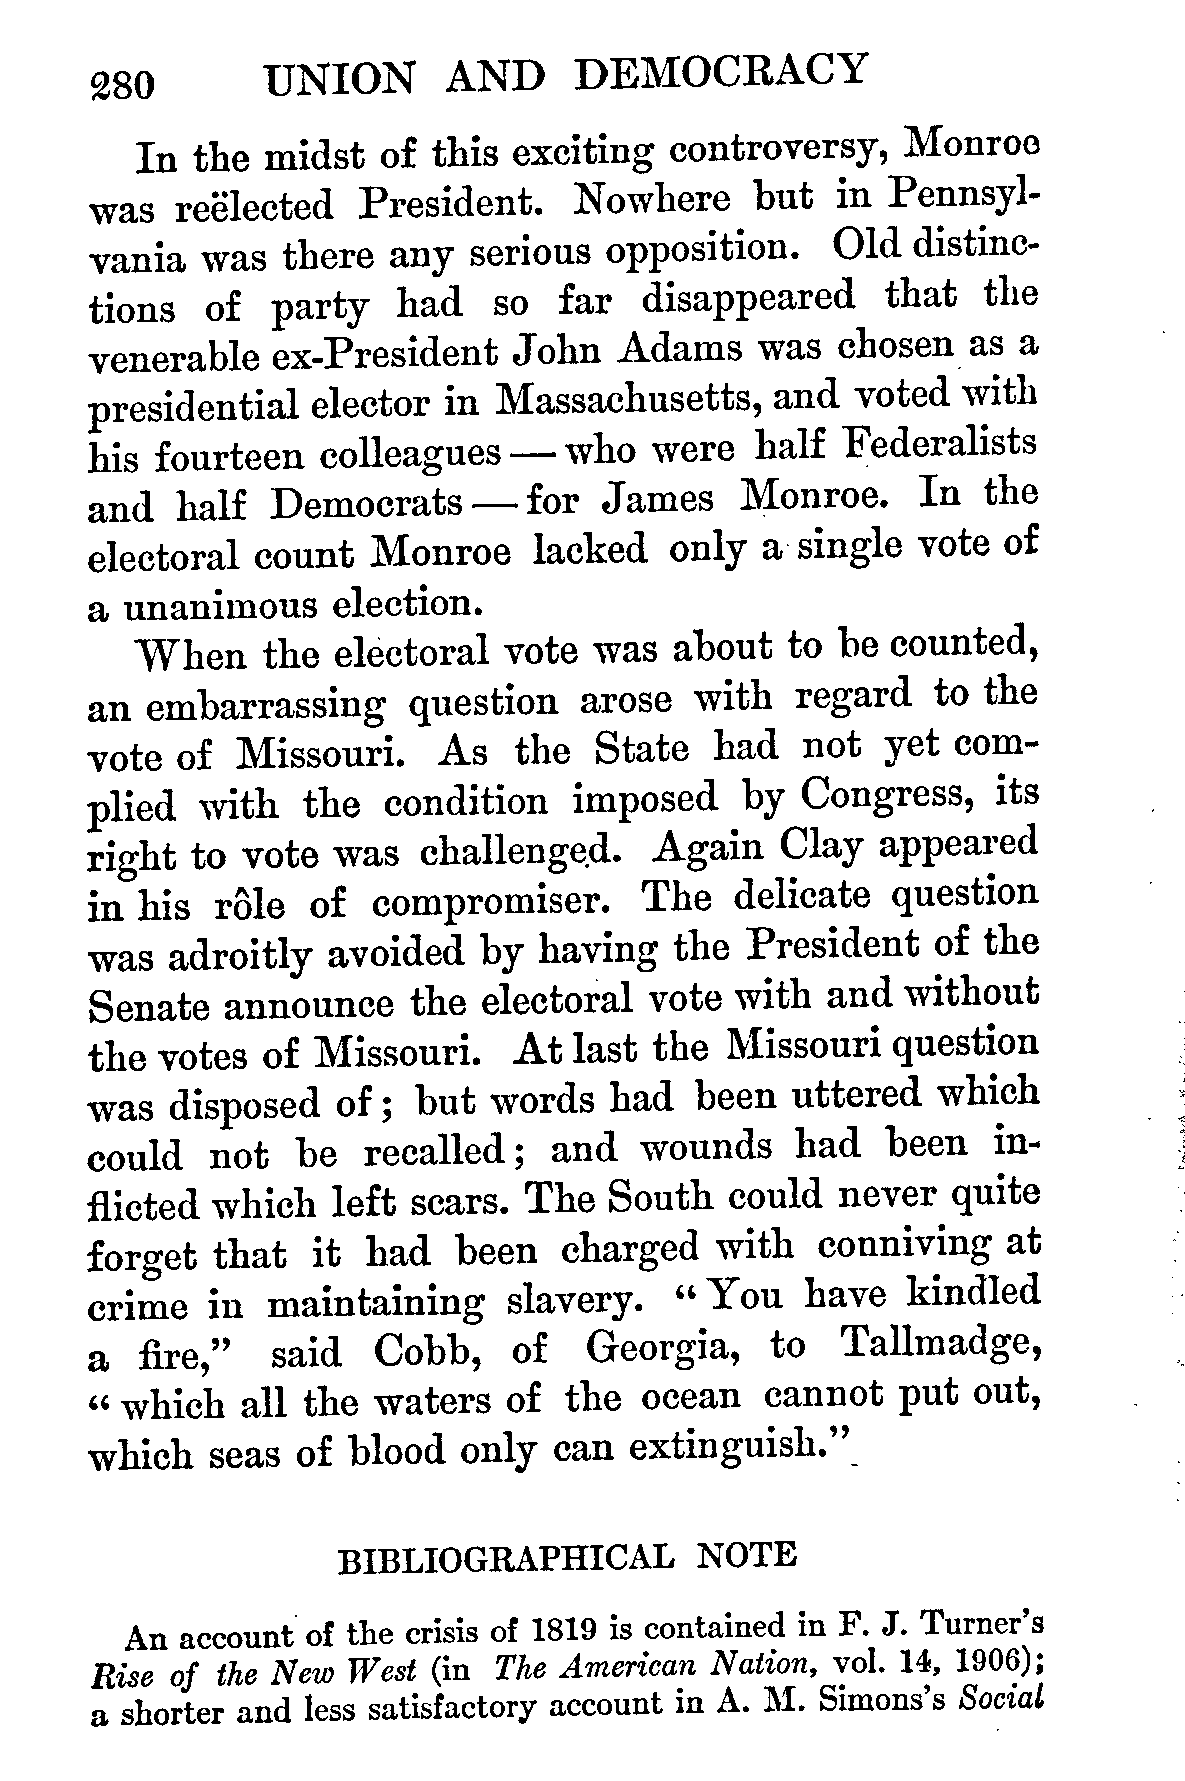 280 UNION AND DEMOCRACY
In the midst of this exciting controversy, Monroe
was reëlected President. Nowhere but in Pennsyl-
vania was there any serious opposition. Old distinc-
tions of party had so far disappeared that the
venerable ex-President John Adams was chosen as a
presidential elector in Massachusetts, and voted with
his fourteen colleagues — who were half Federalists
and half Democrats — for James Monroe. In the
electoral count Monroe lacked only a single vote of
a unanimous election.
When the electoral vote was about to be counted,
an embarrassing question arose with regard to the
vote of Missouri. As the State had not yet com-
plied with the condition imposed by Congress, its
right to vote was challenged. Again Clay appeared
in his rôle of compromiser. The delicate question
was adroitly avoided by having the President of the
Senate announce the electoral vote with and without
the votes of Missouri. At last the Missouri question
was disposed of; but words had been uttered which
could not be recalled; and wounds had been in-
flicted which left scars. The South could never quite
forget that it had been charged with conniving at
crime in maintaining slavery. "You have kindled
a fire," said Cobb, of Georgia, to Tallmadge,
"which all the waters of the ocean cannot put out,
which seas of blood only can extinguish."
BIBLIOGRAPHICAL NOTE
An account of the crisis of 1819 is contained in F. J. Turner's
Rise of the New West (in The American Nation, vol. 14, 1906);
a shorter and less satisfactory account in A. M. Simons's Social